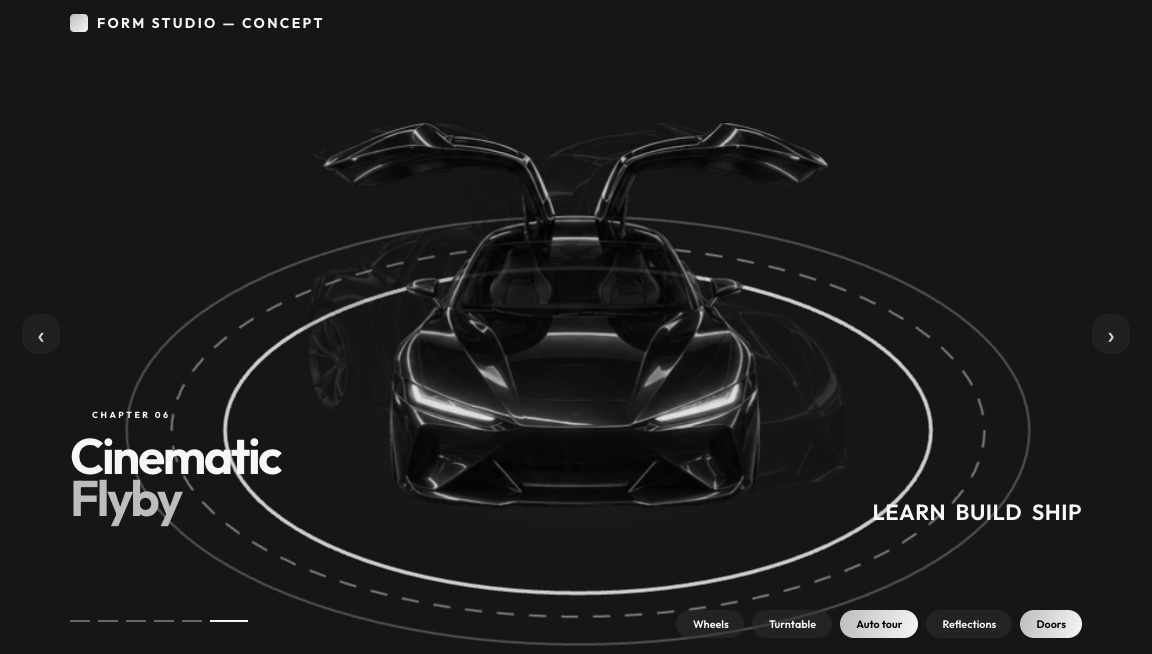 FORM STUDIO — CONCEPT
‹
›
CHAPTER 06
Cinematic
Flyby
LEARN BUILD SHIP
Wheels Turntable Auto tour Reflections Doors